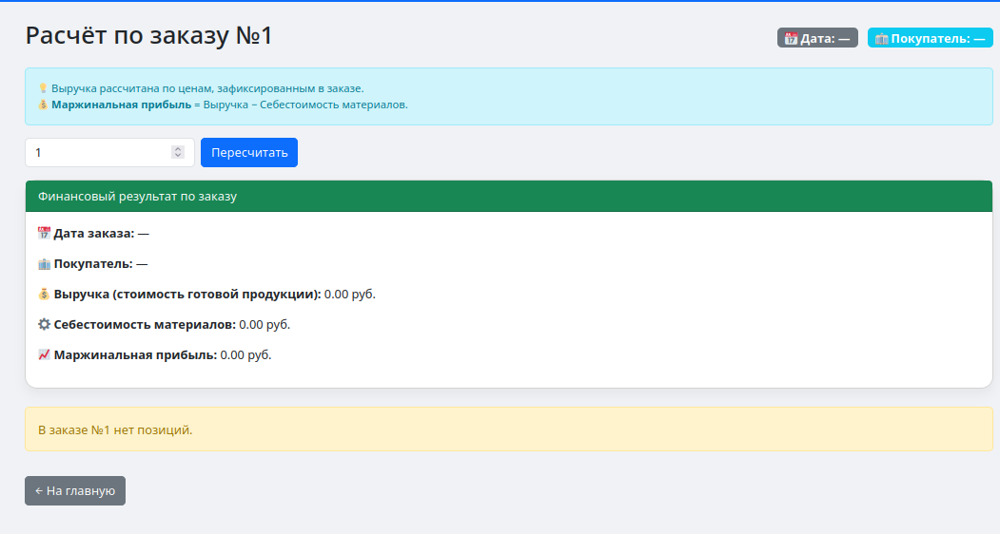 Расчёт по заказу №1
📅 Дата: —
🏢 Покупатель: —
💡 Выручка рассчитана по ценам, зафиксированным в заказе.
💰 Маржинальная прибыль = Выручка − Себестоимость материалов.
1
Пересчитать
Финансовый результат по заказу
📅 Дата заказа: —
🏢 Покупатель: —
💰 Выручка (стоимость готовой продукции): 0.00 руб.
⚙ Себестоимость материалов: 0.00 руб.
📈 Маржинальная прибыль: 0.00 руб.
В заказе №1 нет позиций.
← На главную